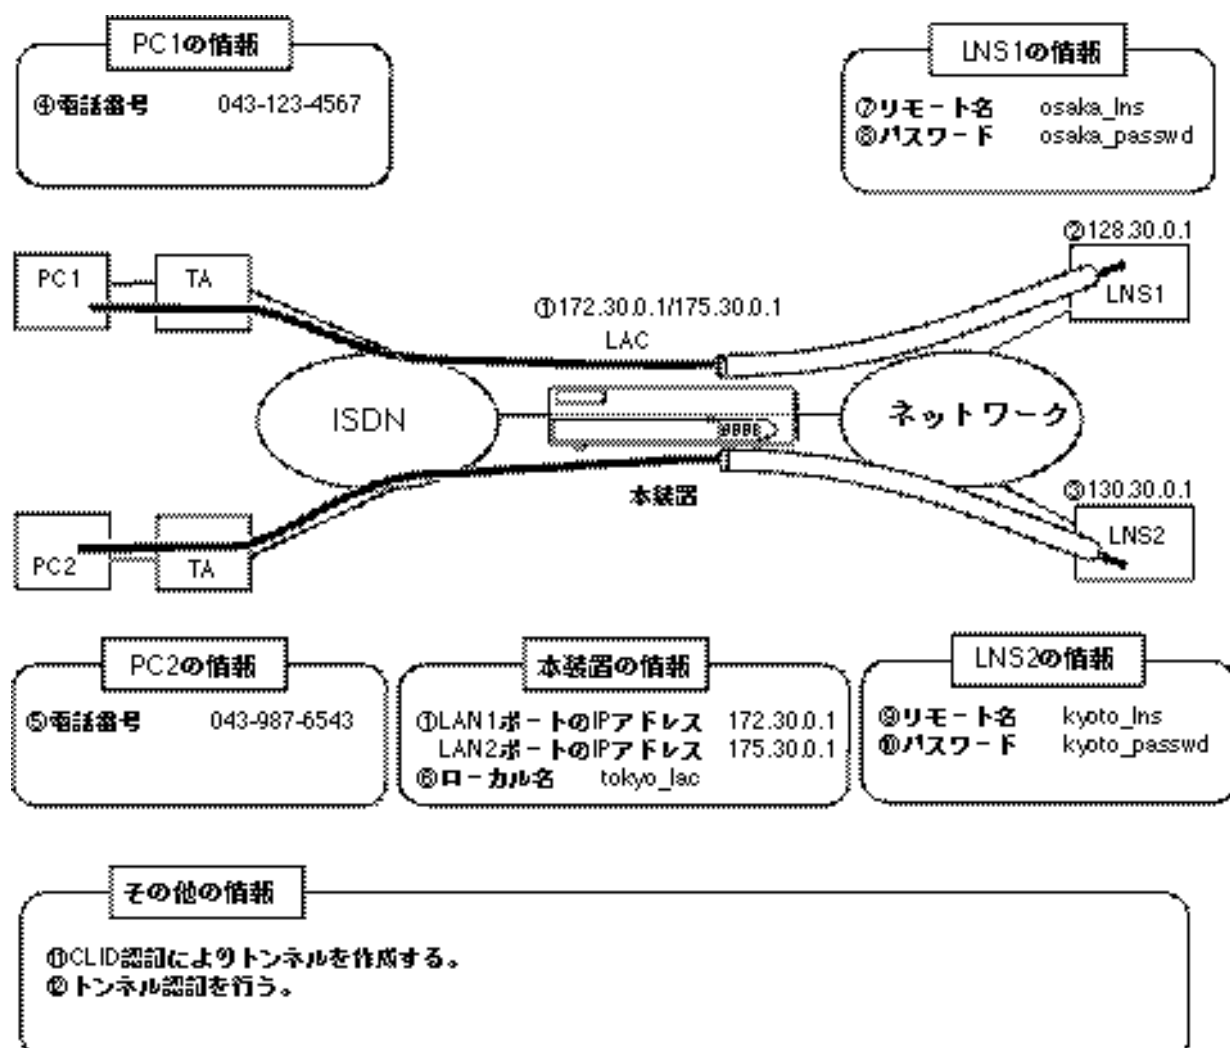 PC1の情報
④電話番号 043-123-4567
LNS1の情報
⑦リモート名 osaka_lns
⑧パスワード osaka_passwd
②128.30.0.1
PC1
TA
LNS1
①172.30.0.1/175.30.0.1
LAC
ISDN
ネットワーク
本装置
③130.30.0.1
PC2
TA
LNS2
PC2の情報
⑤電話番号 043-987-6543
本装置の情報
①LAN1ポートのIPアドレス 172.30.0.1
LAN2ポートのIPアドレス 175.30.0.1
⑥ローカル名 tokyo_lac
LNS2の情報
⑨リモート名 kyoto_lns
⑩パスワード kyoto_passwd
その他の情報
⑪CLID認証によりトンネルを作成する。
⑫トンネル認証を行う。